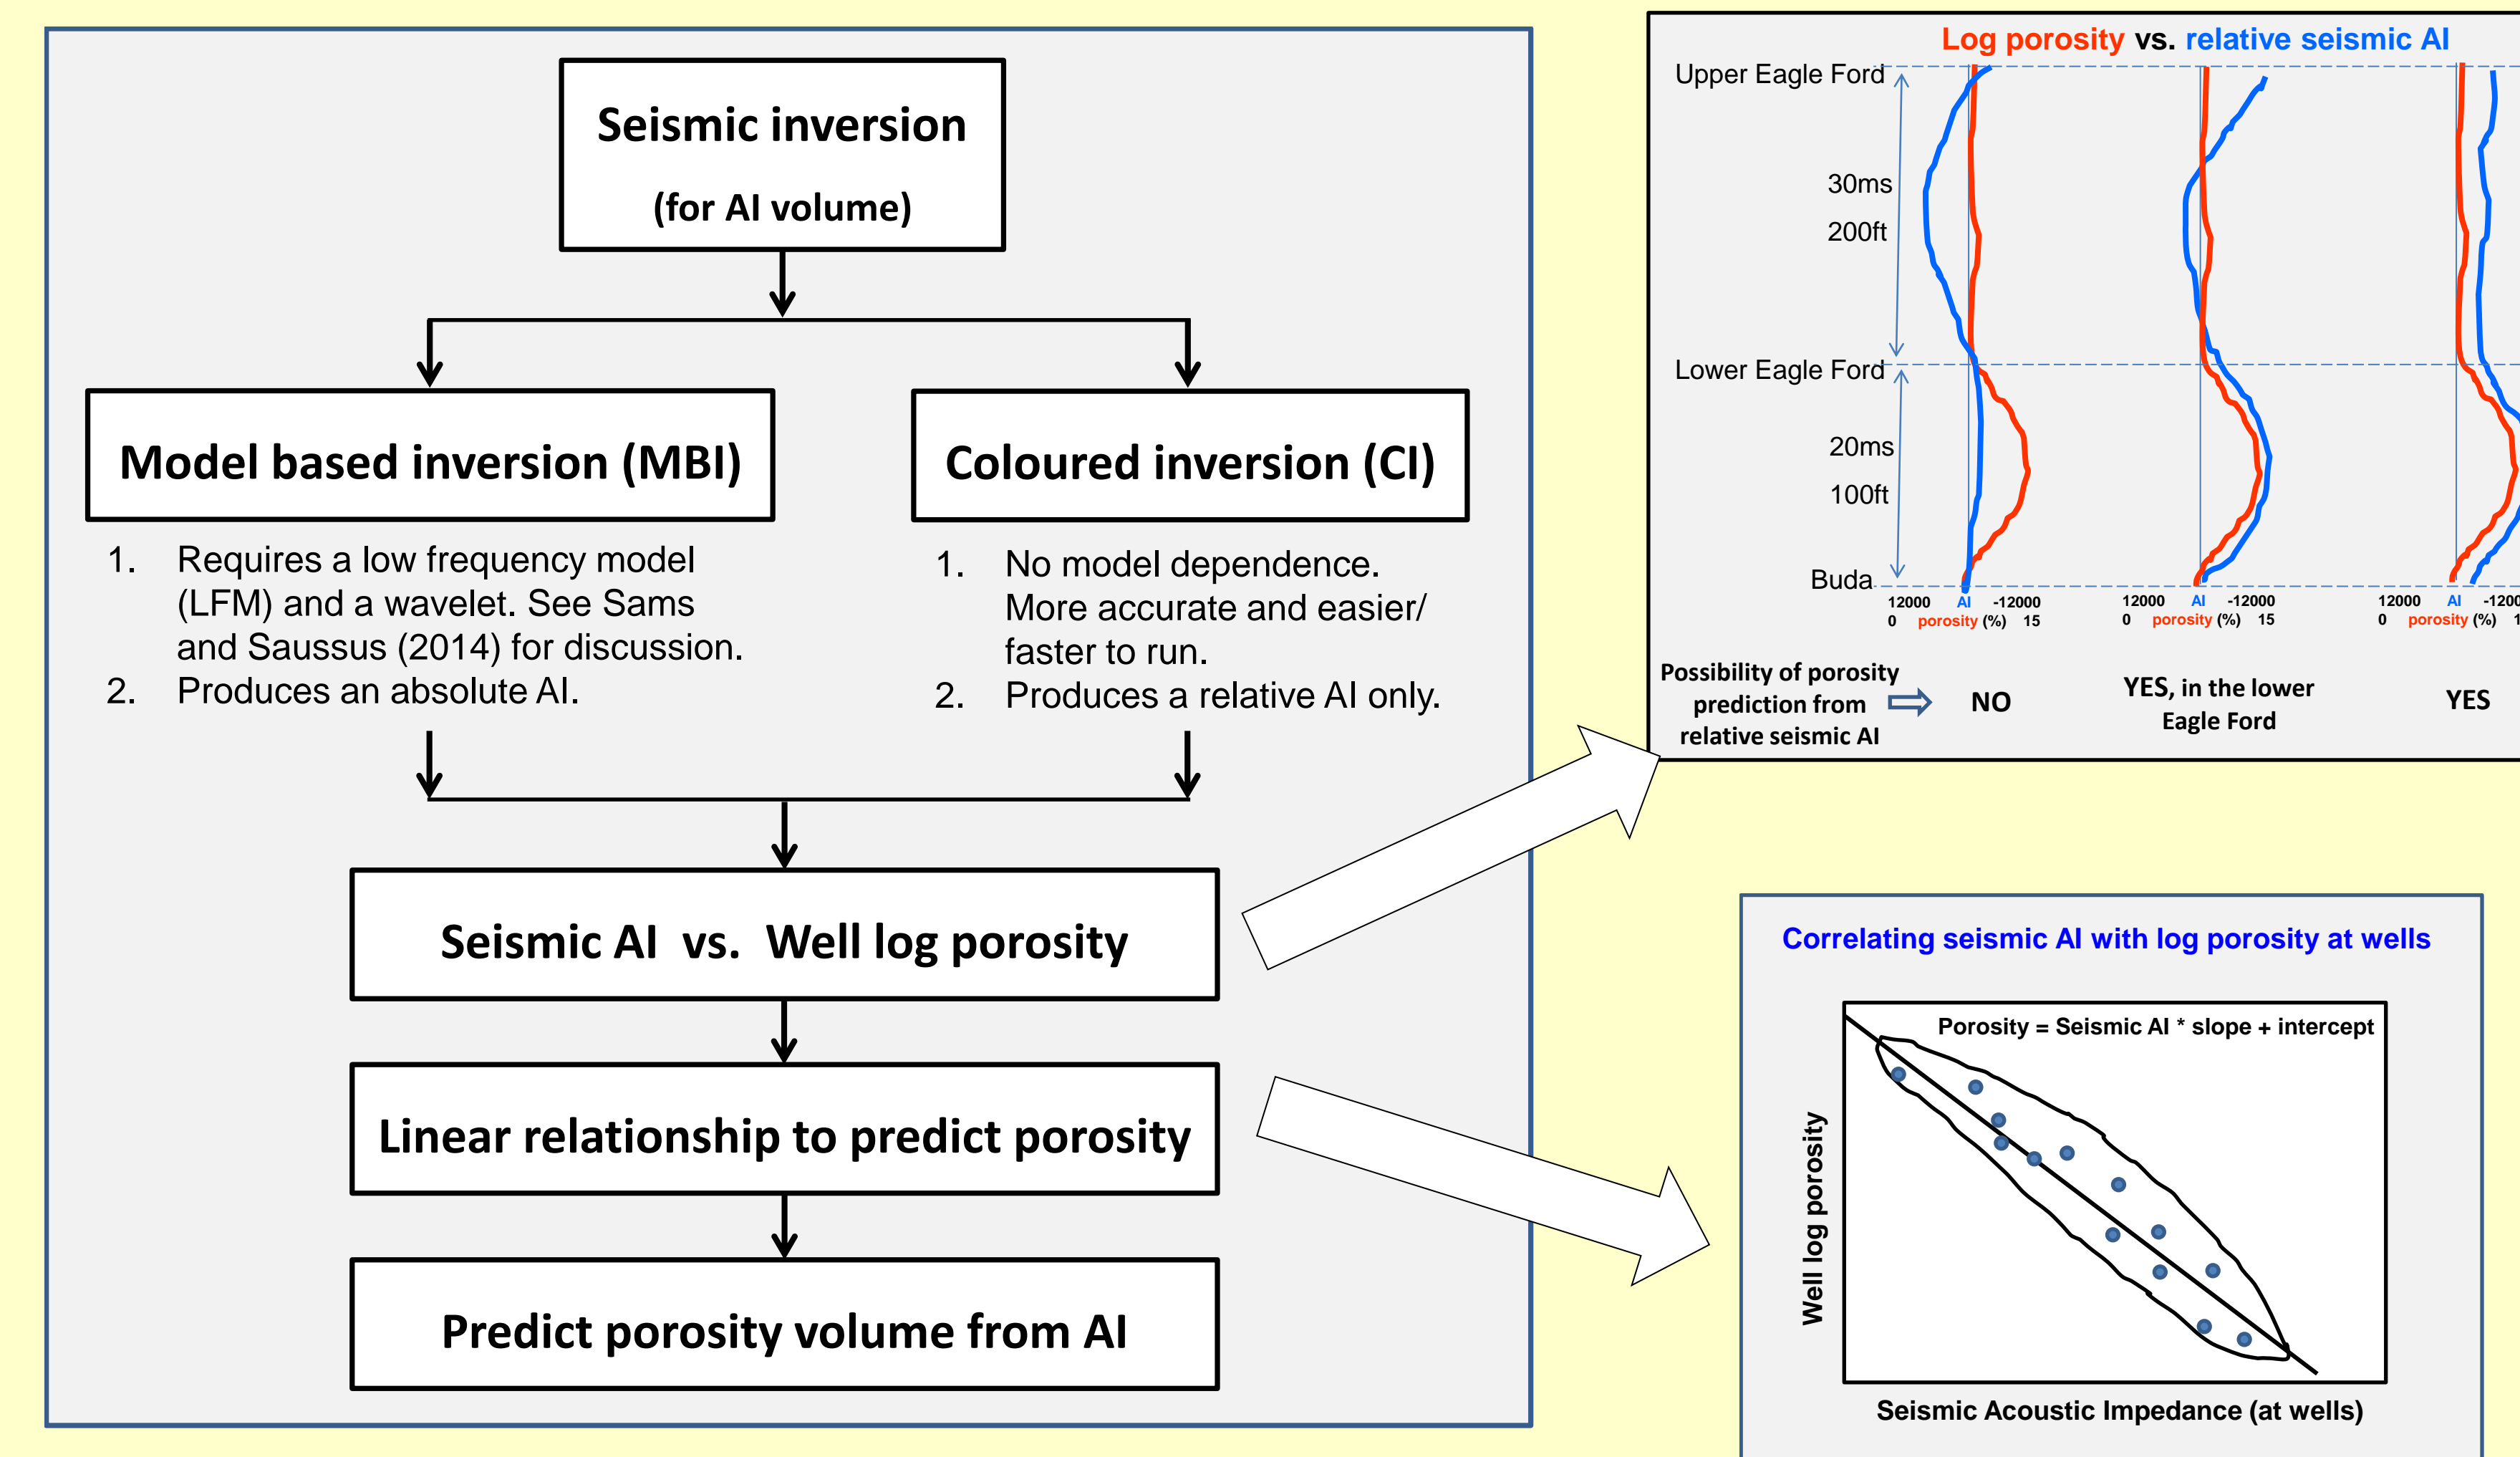 Seismic inversion
(for AI volume)
Model based inversion (MBI)
1. Requires a low frequency model
(LFM) and a wavelet. See Sams
and Saussus (2014) for discussion.
2. Produces an absolute AI.
Coloured inversion (CI)
1. No model dependence.
More accurate and easier/
faster to run.
2. Produces a relative AI only.
Seismic AI vs. Well log porosity
Linear relationship to predict porosity
Predict porosity volume from AI
Log porosity vs. relative seismic AI
Upper Eagle Ford
30ms
200ft
Lower Eagle Ford
20ms
100ft
Buda
12000 AI -12000
0 porosity (%) 15
12000 AI -12000
0 porosity (%) 15
12000 AI
0 porosity (%)
Possibility of porosity
prediction from
relative seismic AI
NO
YES, in the lower
Eagle Ford
YES
Correlating seismic AI with log porosity at wells
Porosity = Seismic AI * slope + intercept
Well log porosity
Seismic Acoustic Impedance (at wells)